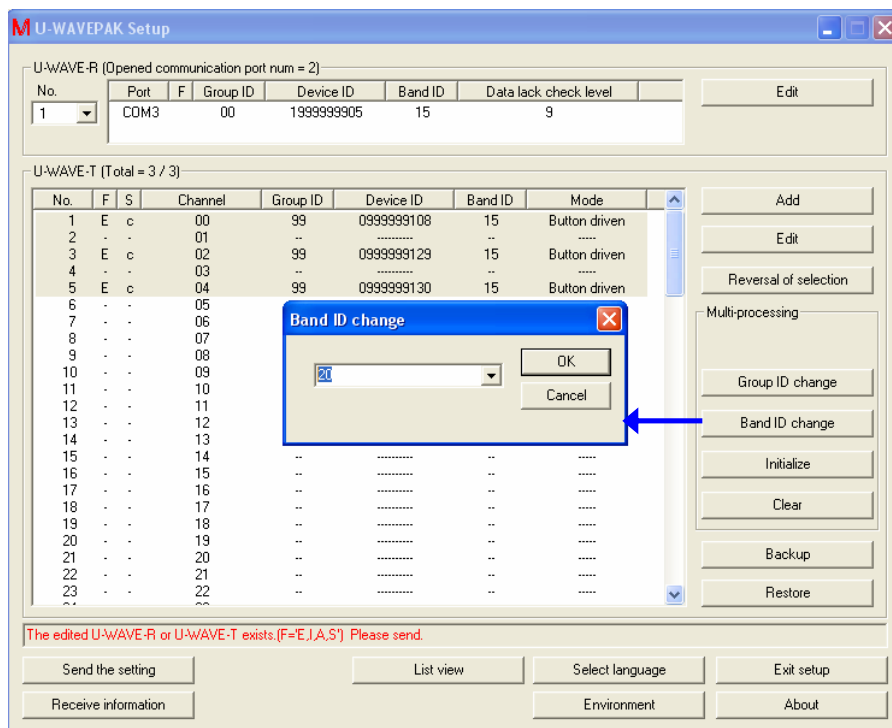 M U-WAVEPAK Setup
U-WAVE-R (Opened communication port num = 2)
No. Port F Group ID Device ID Band ID Data lack check level Edit
1 COM3 00 1999999905 15 9
U-WAVE-T (Total = 3 / 3)
No. F S Channel Group ID Device ID Band ID Mode Add
1 E c 00 99 0999999108 15 Button driven
2 - - 01 -- ---------- -- -----
3 E c 02 99 0999999129 15 Button driven Edit
4 - - 03 -- ---------- -- -----
5 E c 04 99 0999999130 15 Button driven Reversal of selection
6 - - 05
7 - - 06
8 - - 07
9 - - 08
10 - - 09
11 - - 10
12 - - 11
13 - - 12
14 - - 13
15 - - 14 -- ---------- -- -----
16 - - 15 -- ---------- -- -----
17 - - 16 -- ---------- -- -----
18 - - 17 -- ---------- -- -----
19 - - 18 -- ---------- -- -----
20 - - 19 -- ---------- -- -----
21 - - 20 -- ---------- -- -----
22 - - 21 -- ---------- -- -----
23 - - 22 -- ---------- -- -----
Band ID change
20
OK
Cancel
Multi-processing
Group ID change
Band ID change
Initialize
Clear
Backup
Restore
The edited U-WAVE-R or U-WAVE-T exists.(F='E,I,A,S') Please send.
Send the setting List view Select language Exit setup
Receive information Environment About